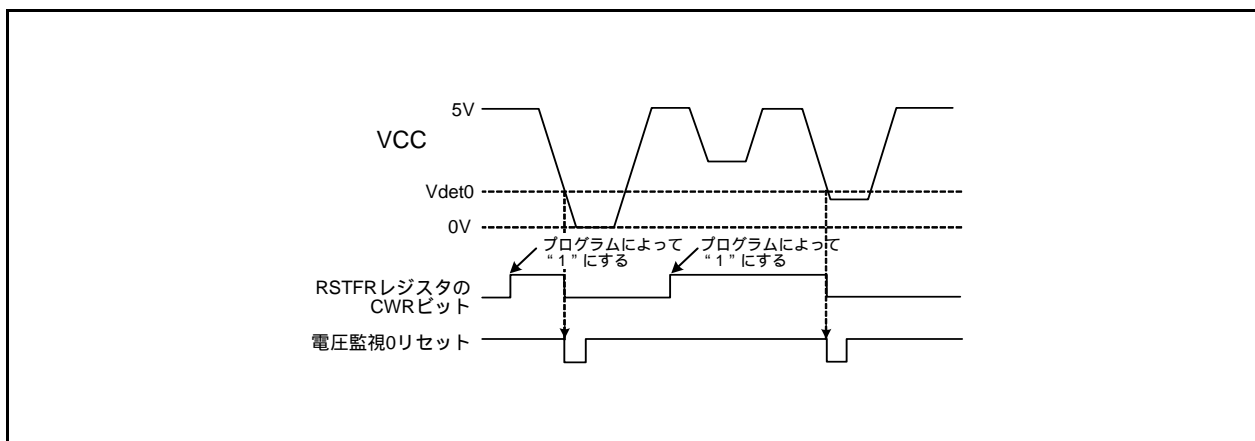 5V
VCC
Vdet0
0V
プログラムによって
“ 1 ” にする
プログラムによって
“ 1 ” にする
RSTFRレジスタの
CWRビット
電圧監視0リセット